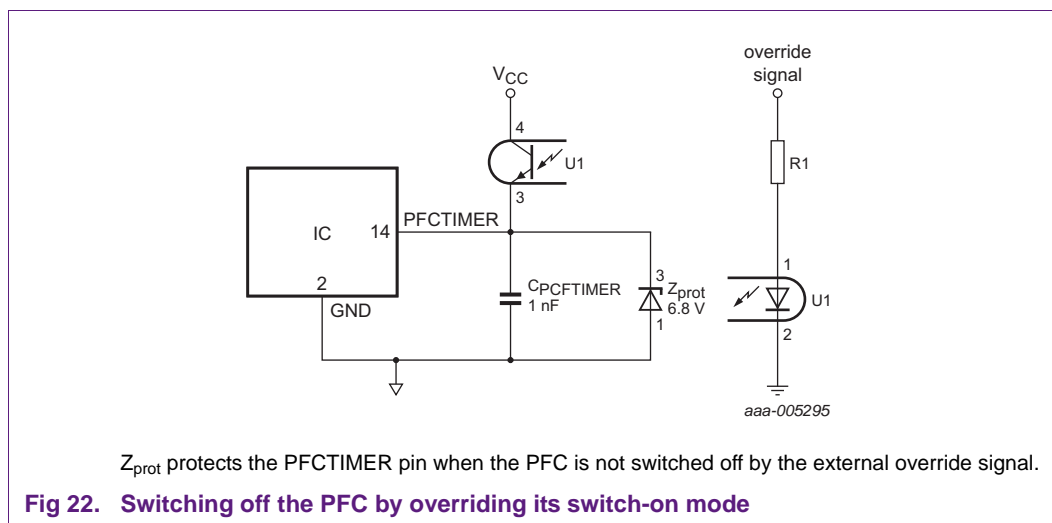 override
signal
VCC
4
U1
R1
3
PFCTIMER
IC
14
1
3
CPCFTIMER
Zprot
1 nF
6.8 V
U1
2
GND
1
2
aaa-005295
Zprot protects the PFCTIMER pin when the PFC is not switched off by the external override signal.
Fig 22. Switching off the PFC by overriding its switch-on mode